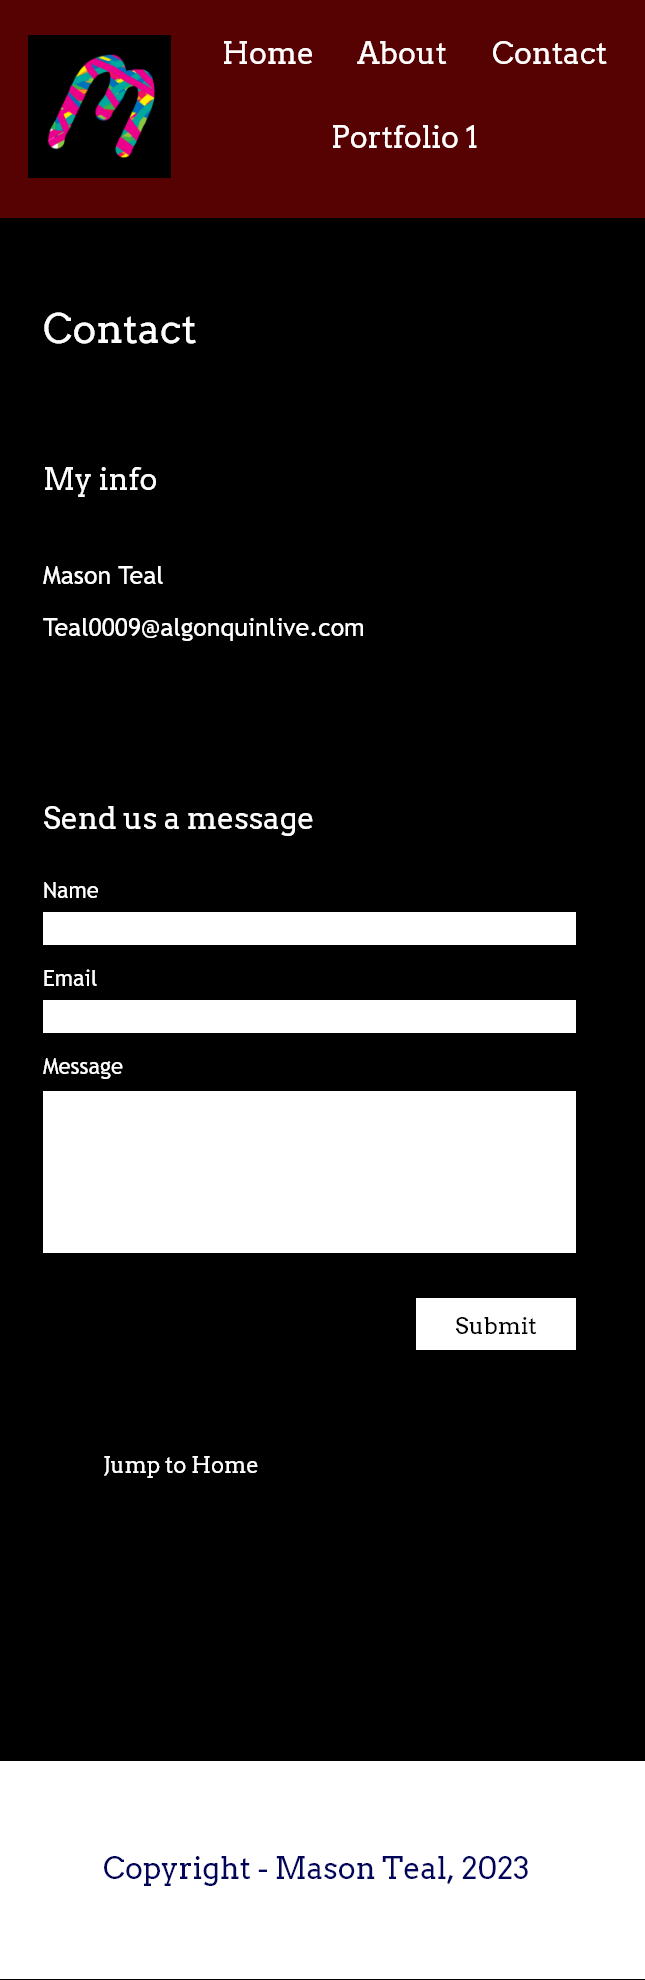 M
Home About Contact
Portfolio 1
Contact
My info
Mason Teal
Teal0009@algonquinlive.com
Send us a message
Name
Email
Message
Submit
Jump to Home
Copyright - Mason Teal, 2023